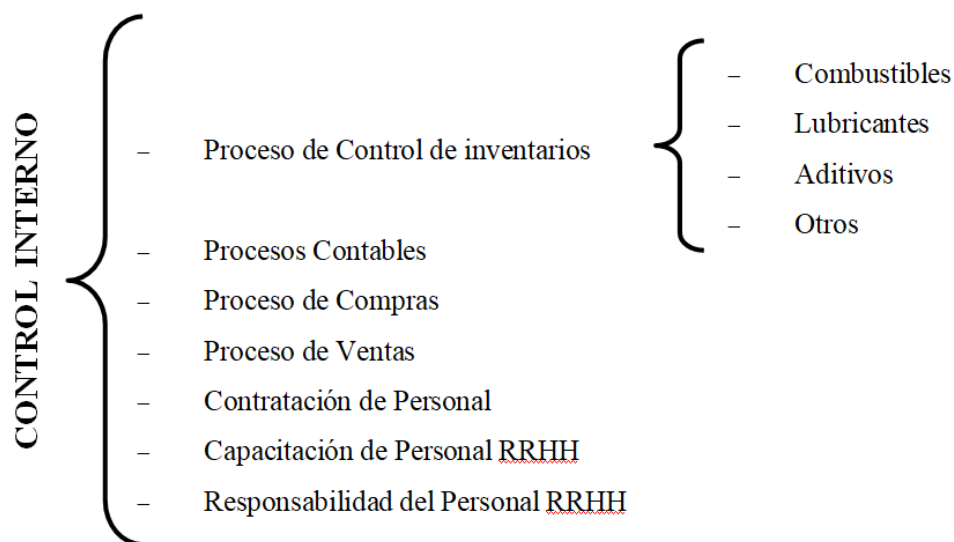 CONTROL INTERNO
– Proceso de Control de inventarios
– Combustibles
– Lubricantes
– Aditivos
– Otros
– Procesos Contables
– Proceso de Compras
– Proceso de Ventas
– Contratación de Personal
– Capacitación de Personal RRHH
– Responsabilidad del Personal RRHH